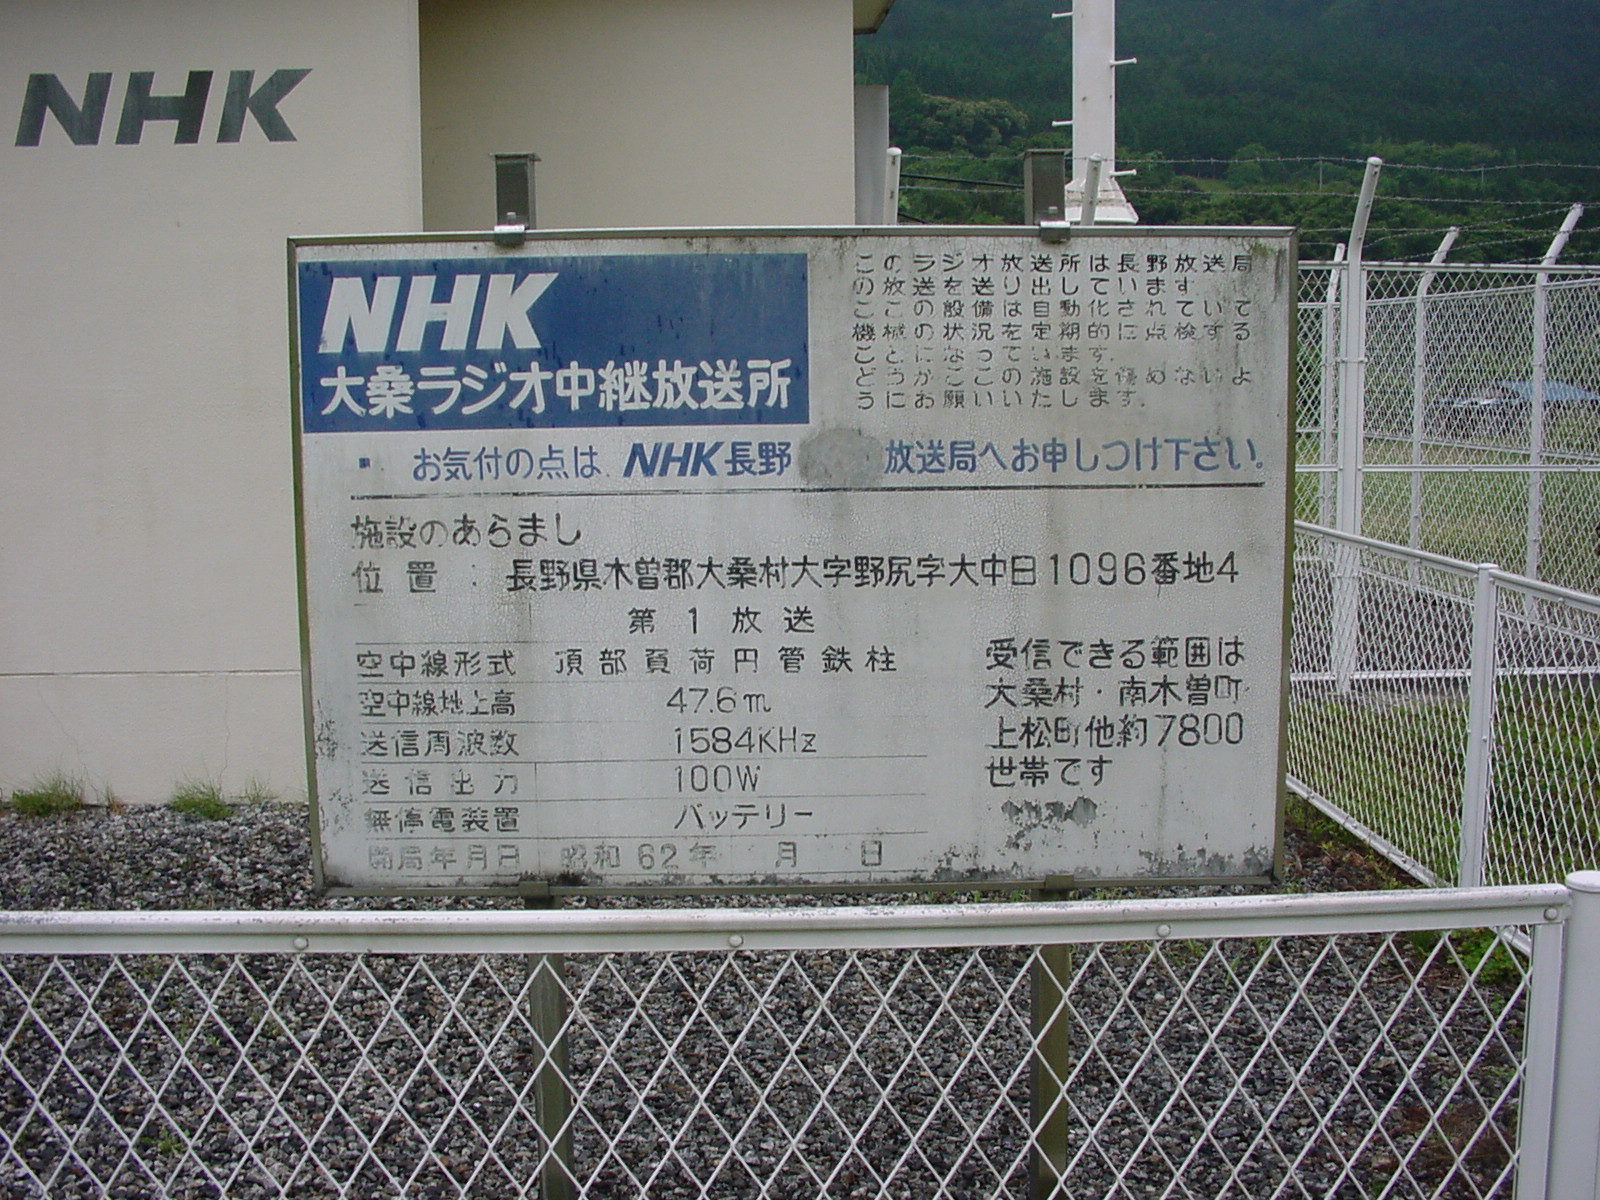 NHK
NHK
大桑ラジオ中継放送所
このラジオ放送所は長野放送局
の放送を送り出しています
ここの設備は自動化されていて
機械の状況を定期的に点検する
ことになっています.
どうかここの施設を傷めないよ
うにお願いいたします.
お気付の点は NHK長野 放送局へお申しつけ下さい。
施設のあらまし
位置: 長野県木曽郡大桑村大字野尻字大中日1096番地4
第1放送
空中線形式 頂部負荷円管鉄柱
空中線地上高 47.6m
送信周波数 1584KHz
送信出力 100W
無停電装置 バッテリー
開局年月日 昭和62年 月 日
受信できる範囲は
大桑村・南木曽町
上松町他約7800
世帯です